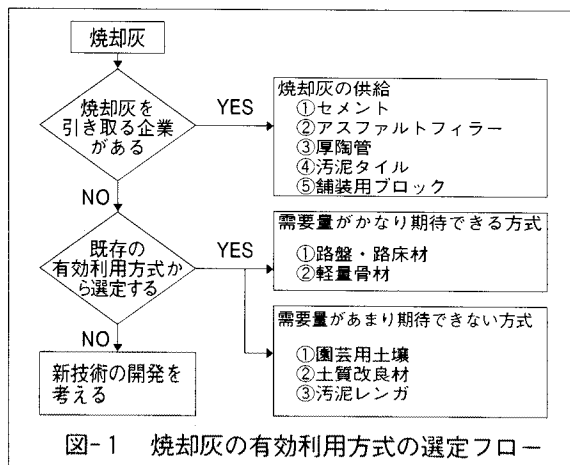 焼却灰
焼却灰を
引き取る企業
がある
YES
焼却灰の供給
①セメント
②アスファルトフィラー
③厚陶管
④汚泥タイル
⑤舗装用ブロック
NO
既存の
有効利用方式か
ら選定する
YES
需要量がかなり期待できる方式
①路盤・路床材
②軽量骨材
需要量があまり期待できない方式
①園芸用土壌
②土質改良材
③汚泥レンガ
NO
新技術の開発を
考える
図-1 焼却灰の有効利用方式の選定フロー